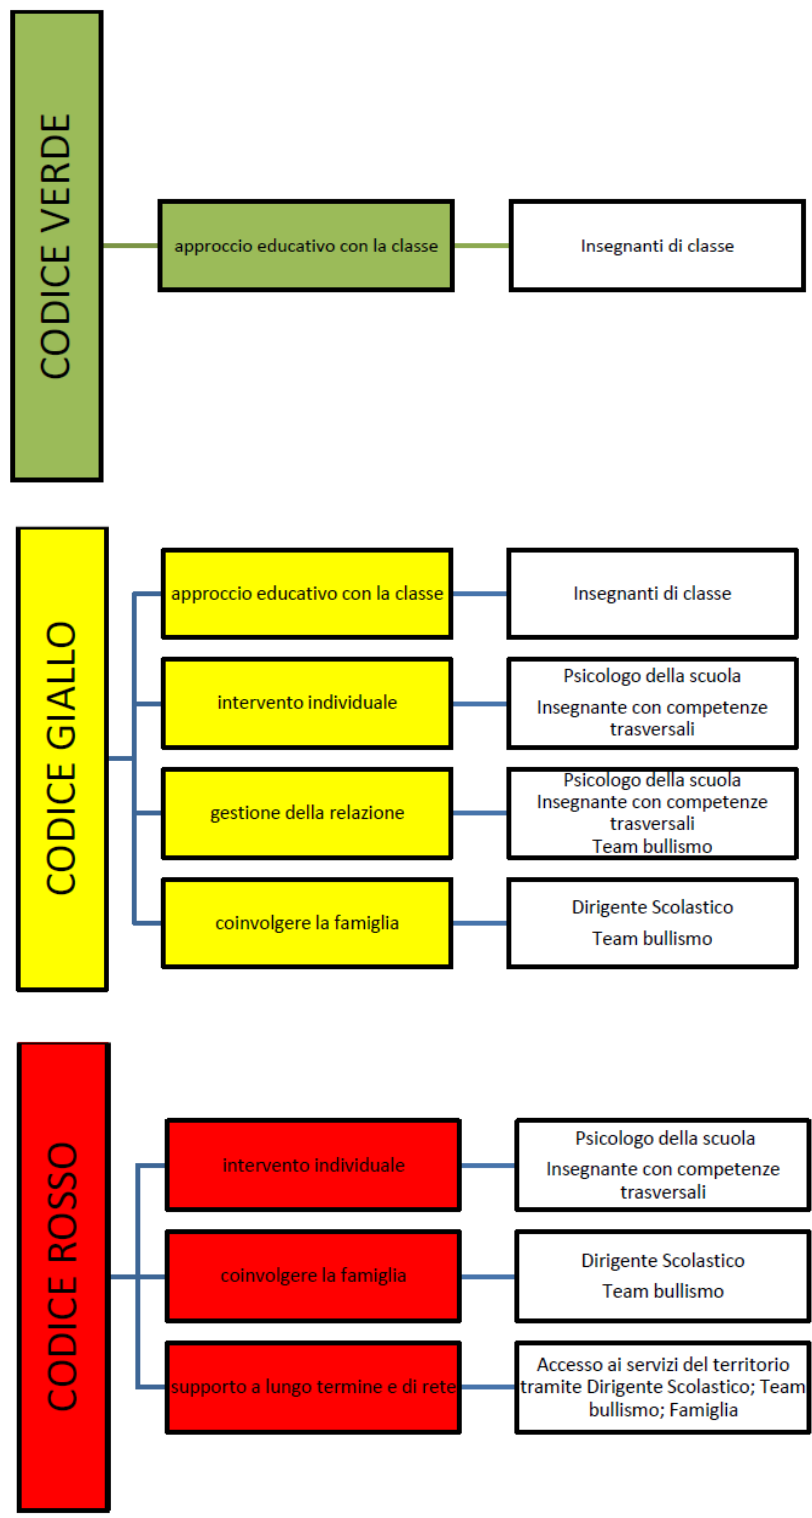 CODICE VERDE
approccio educativo con la classe
Insegnanti di classe
CODICE GIALLO
approccio educativo con la classe
Insegnanti di classe
intervento individuale
Psicologo della scuola
Insegnante con competenze
trasversali
gestione della relazione
Psicologo della scuola
Insegnante con competenze
trasversali
Team bullismo
coinvolgere la famiglia
Dirigente Scolastico
Team bullismo
CODICE ROSSO
intervento individuale
Psicologo della scuola
Insegnante con competenze
trasversali
coinvolgere la famiglia
Dirigente Scolastico
Team bullismo
supporto a lungo termine e di rete
Accesso ai servizi del territorio
tramite Dirigente Scolastico; Team
bullismo; Famiglia